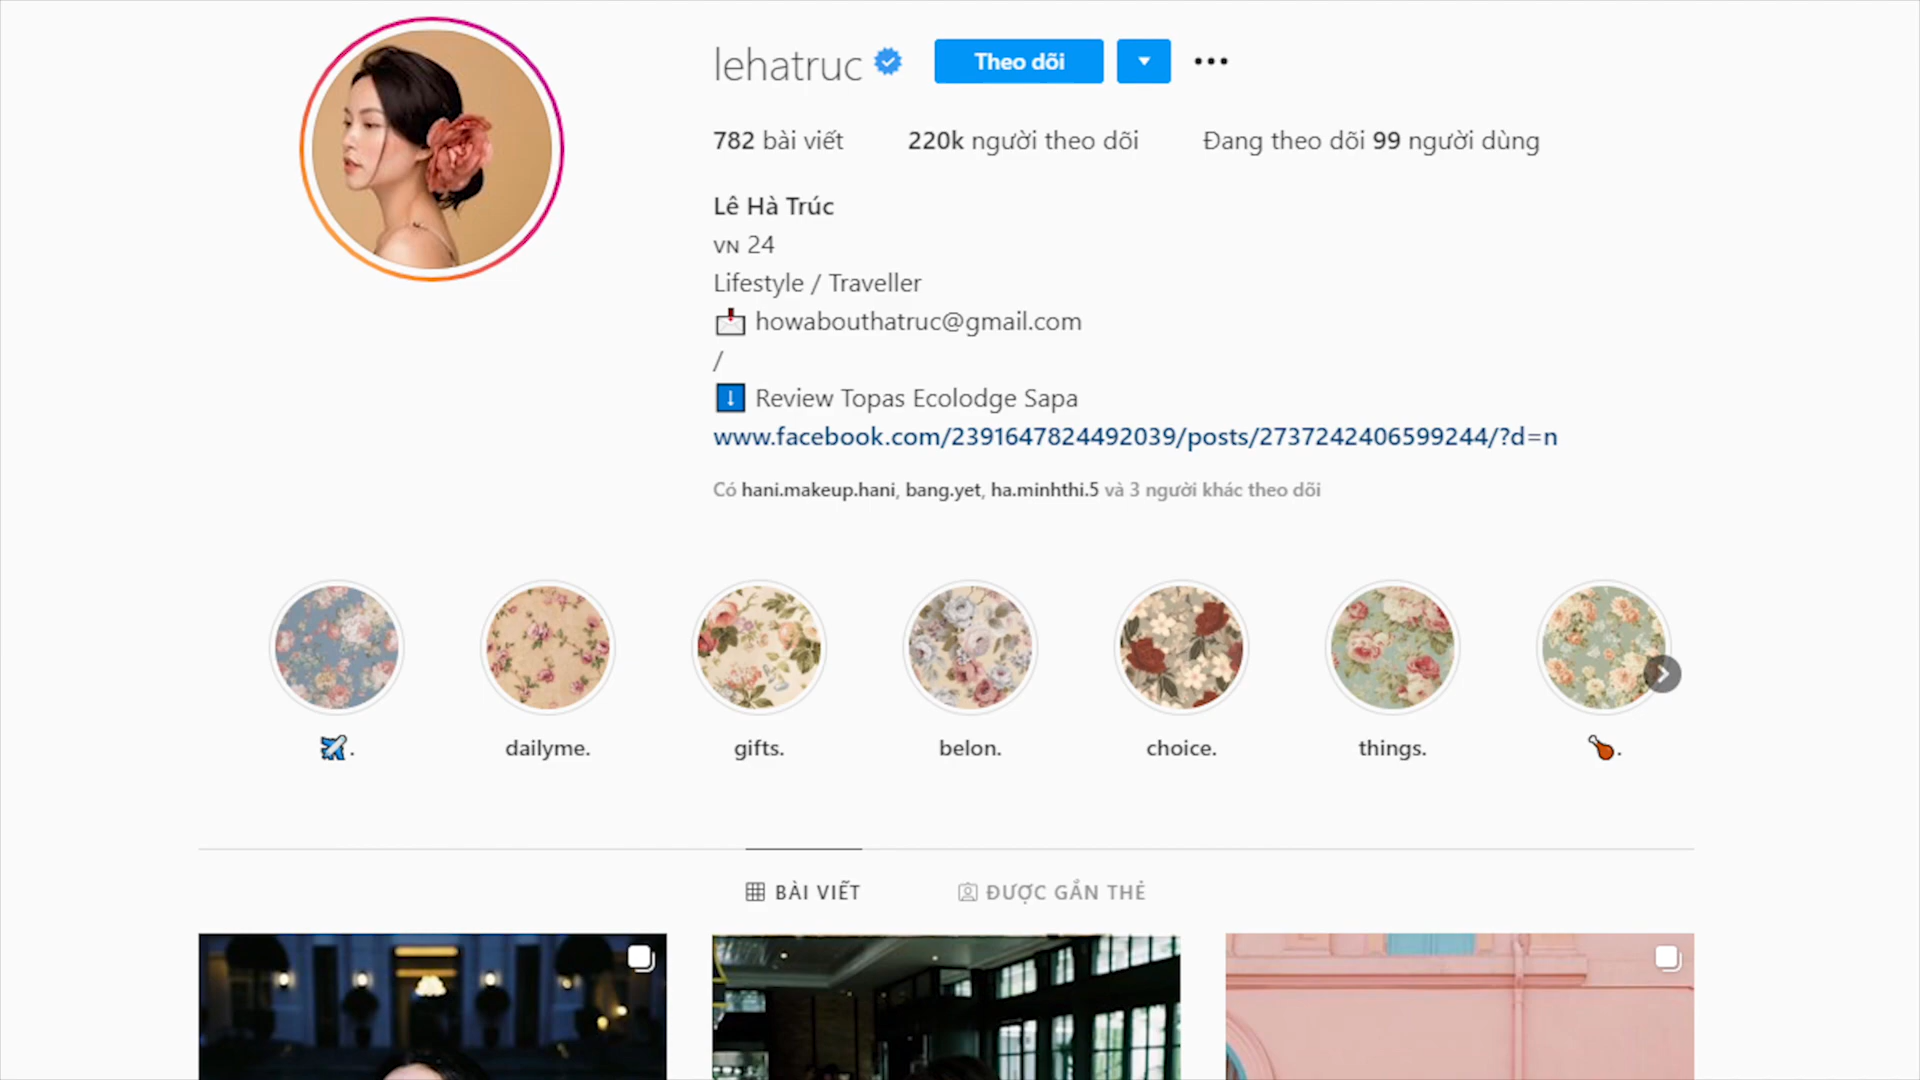 lehatruc Theo dõi
782 bài viết 220k người theo dõi Đang theo dõi 99 người dùng
Lê Hà Trúc
VN 24
Lifestyle / Traveller
📩 howabouthatruc@gmail.com
/
⬇️ Review Topas Ecolodge Sapa
www.facebook.com/2391647824492039/posts/2737242406599244/?d=n
Có hani.makeup.hani, bang.yet, ha.minhthi.5 và 3 người khác theo dõi
✈️. dailyme. gifts. belon. choice. things. 🍗.
BÀI VIẾT ĐƯỢC GẮN THẺ